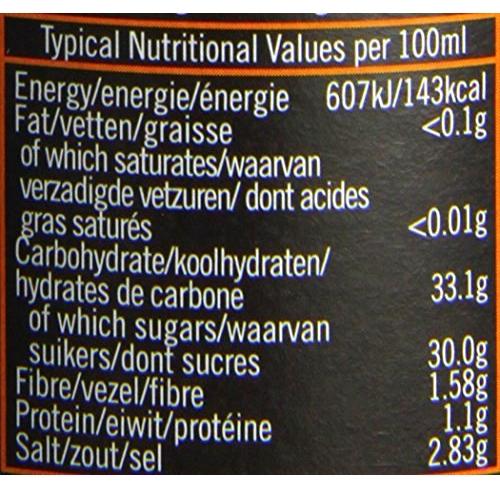 Typical Nutritional Values per 100ml
Energy/energie/énergie 607kJ/143kcal
Fat/vetten/graisse <0.1g
of which saturates/waarvan
verzadigde vetzuren/ dont acides
gras saturés <0.01g
Carbohydrate/koolhydraten/
hydrates de carbone 33.1g
of which sugars/waarvan
suikers/dont sucres 30.0g
Fibre/vezel/fibre 1.58g
Protein/eiwit/protéine 1.1g
Salt/zout/sel 2.83g